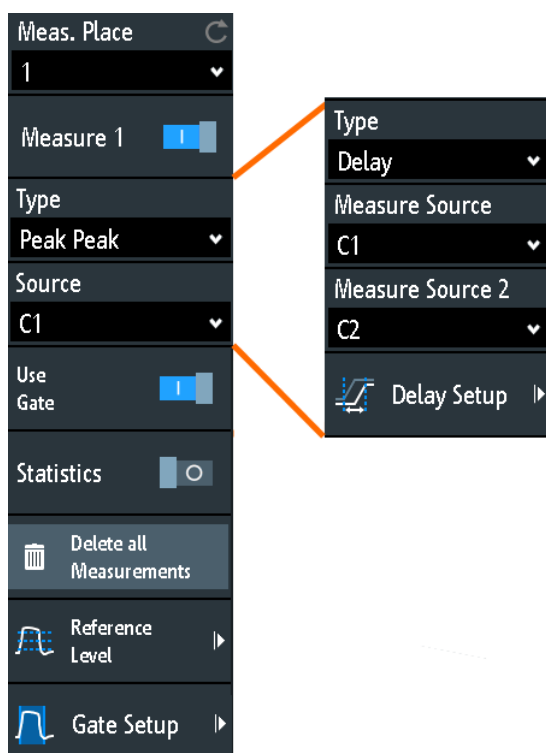 Meas. Place
1
Measure 1
Type
Peak Peak
Source
C1
Use
Gate
Statistics
Delete all
Measurements
Reference
Level
Gate Setup
Type
Delay
Measure Source
C1
Measure Source 2
C2
Delay Setup